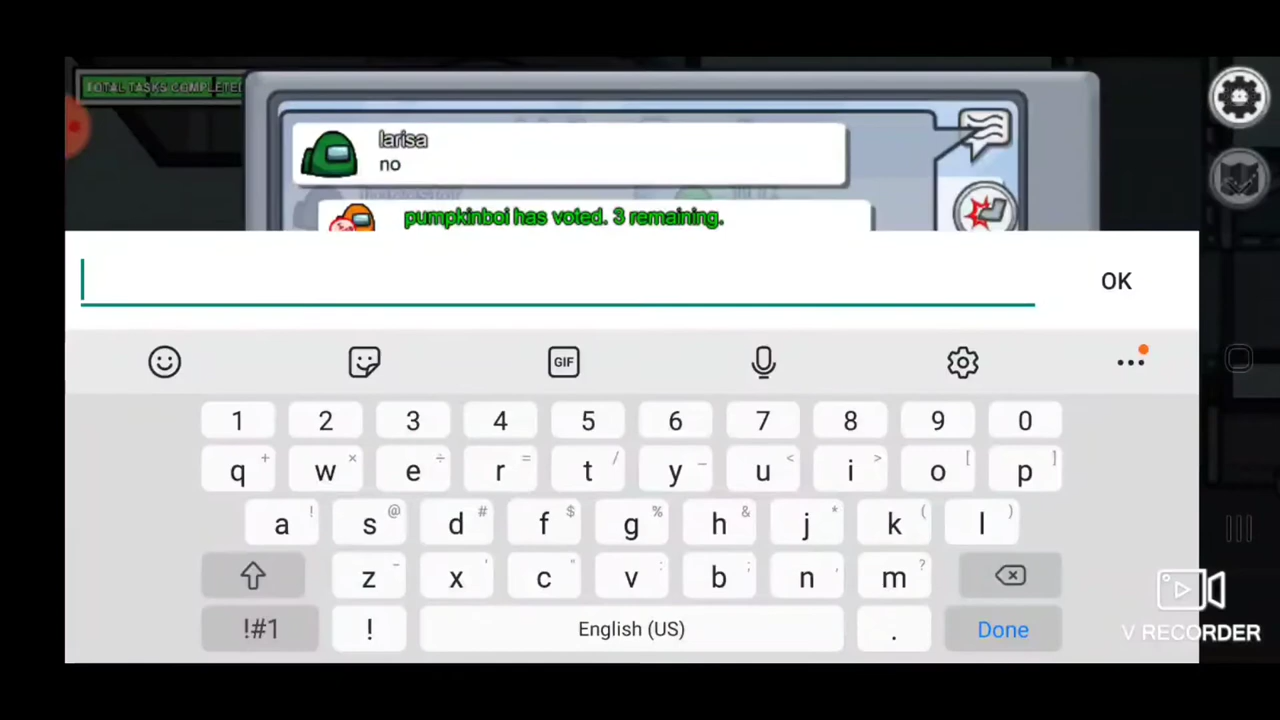 TOTAL TASKS COMPLETED
larisa
no
pumpkinboi has voted. 3 remaining.
OK
GIF
1 2 3 4 5 6 7 8 9 0
q + w × e ÷ r = t / y _ u < i > o [ p ]
a ! s @ d # f $ g % h & j * k ( l )
z - x ' c " v : b ; n , m ?
!#1 ! English (US) . Done
V RECORDER